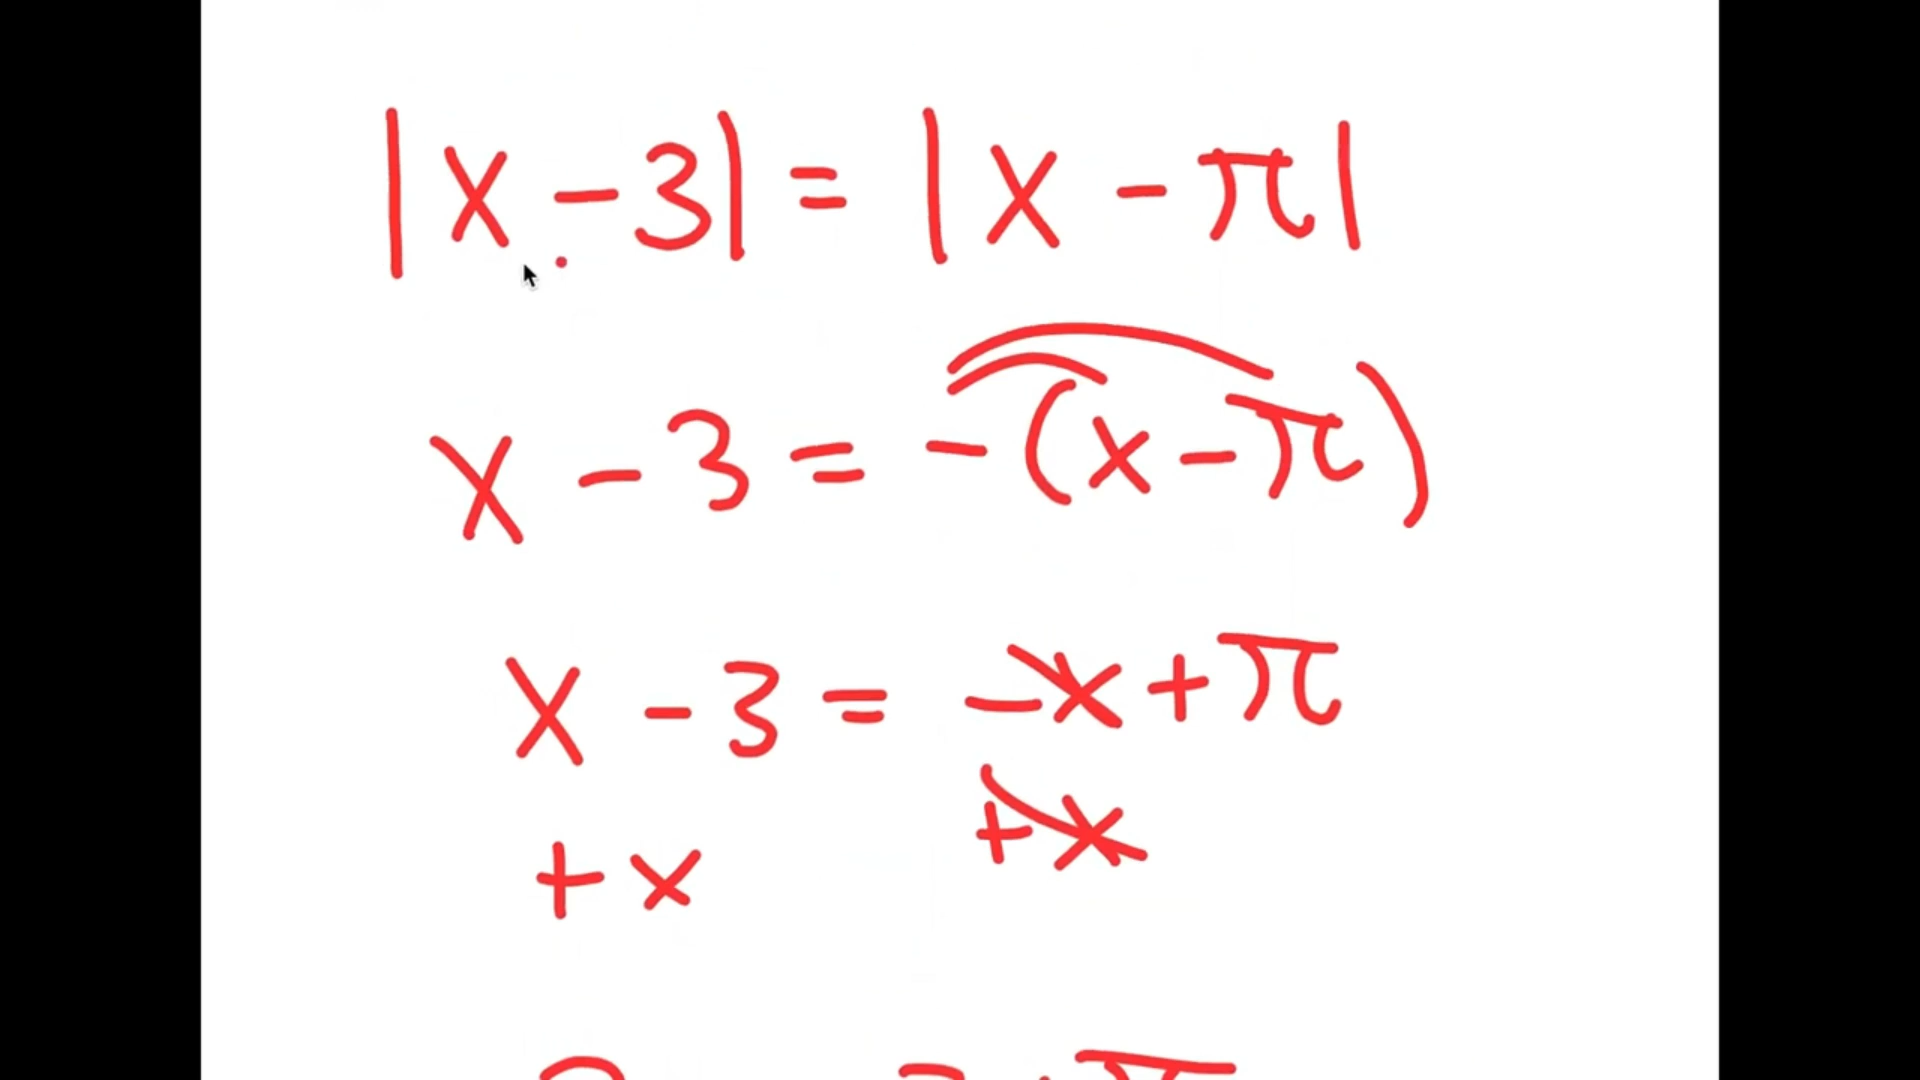 |x - 3| = |x - π|
x - 3 = -(x - π)
x - 3 = -x + π
+ x +x